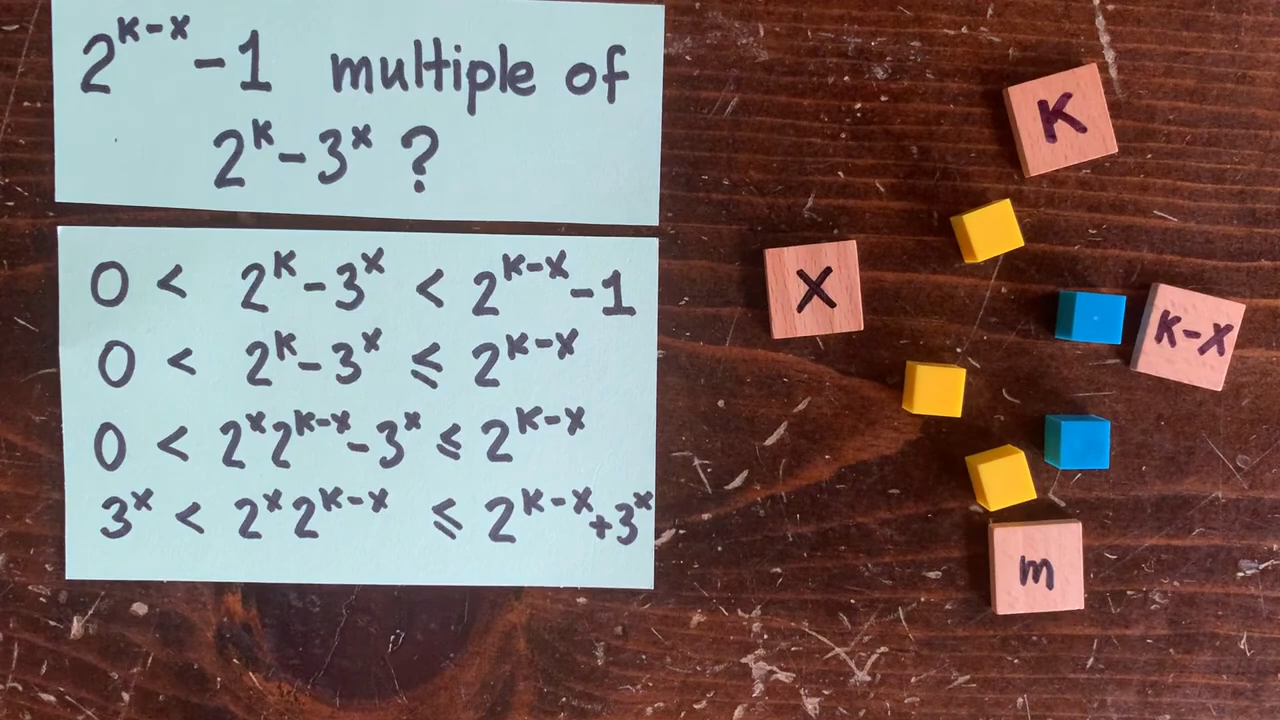 2^{K-x} - 1 multiple of
2^K - 3^x ?
0 < 2^K - 3^x < 2^{K-x} - 1
0 < 2^K - 3^x ≤ 2^{K-x}
0 < 2^x 2^{K-x} - 3^x ≤ 2^{K-x}
3^x < 2^x 2^{K-x} ≤ 2^{K-x} + 3^x
K
X
K-X
m